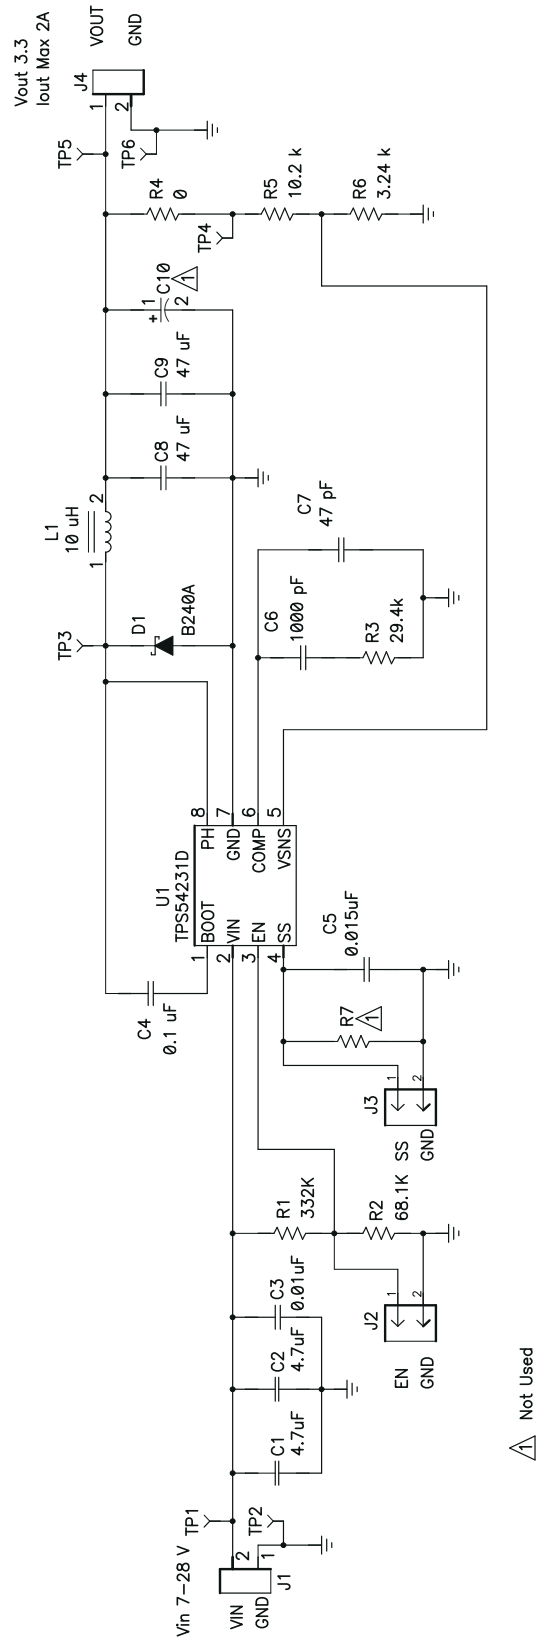 Vin 7-28 V
TP1
VIN
GND
2
1
J1
TP2
C1
4.7uF
C2
4.7uF
C3
0.01uF
R1
332K
R2
68.1K
J2
1
2
EN
GND
J3
1
2
SS
GND
R7
1
C5
0.015uF
C4
0.1 uF
U1
TPS54231D
1
BOOT
2
VIN
3
EN
4
SS
8
PH
7
GND
6
COMP
5
VSNS
TP3
D1
B240A
L1
10 uH
1
2
C6
1000 pF
R3
29.4k
C7
47 pF
C8
47 uF
C9
47 uF
+
1
2
C10
1
R4
0
TP4
R5
10.2 k
R6
3.24 k
TP5
TP6
Vout 3.3
Iout Max 2A
J4
1
2
VOUT
GND
1 Not Used